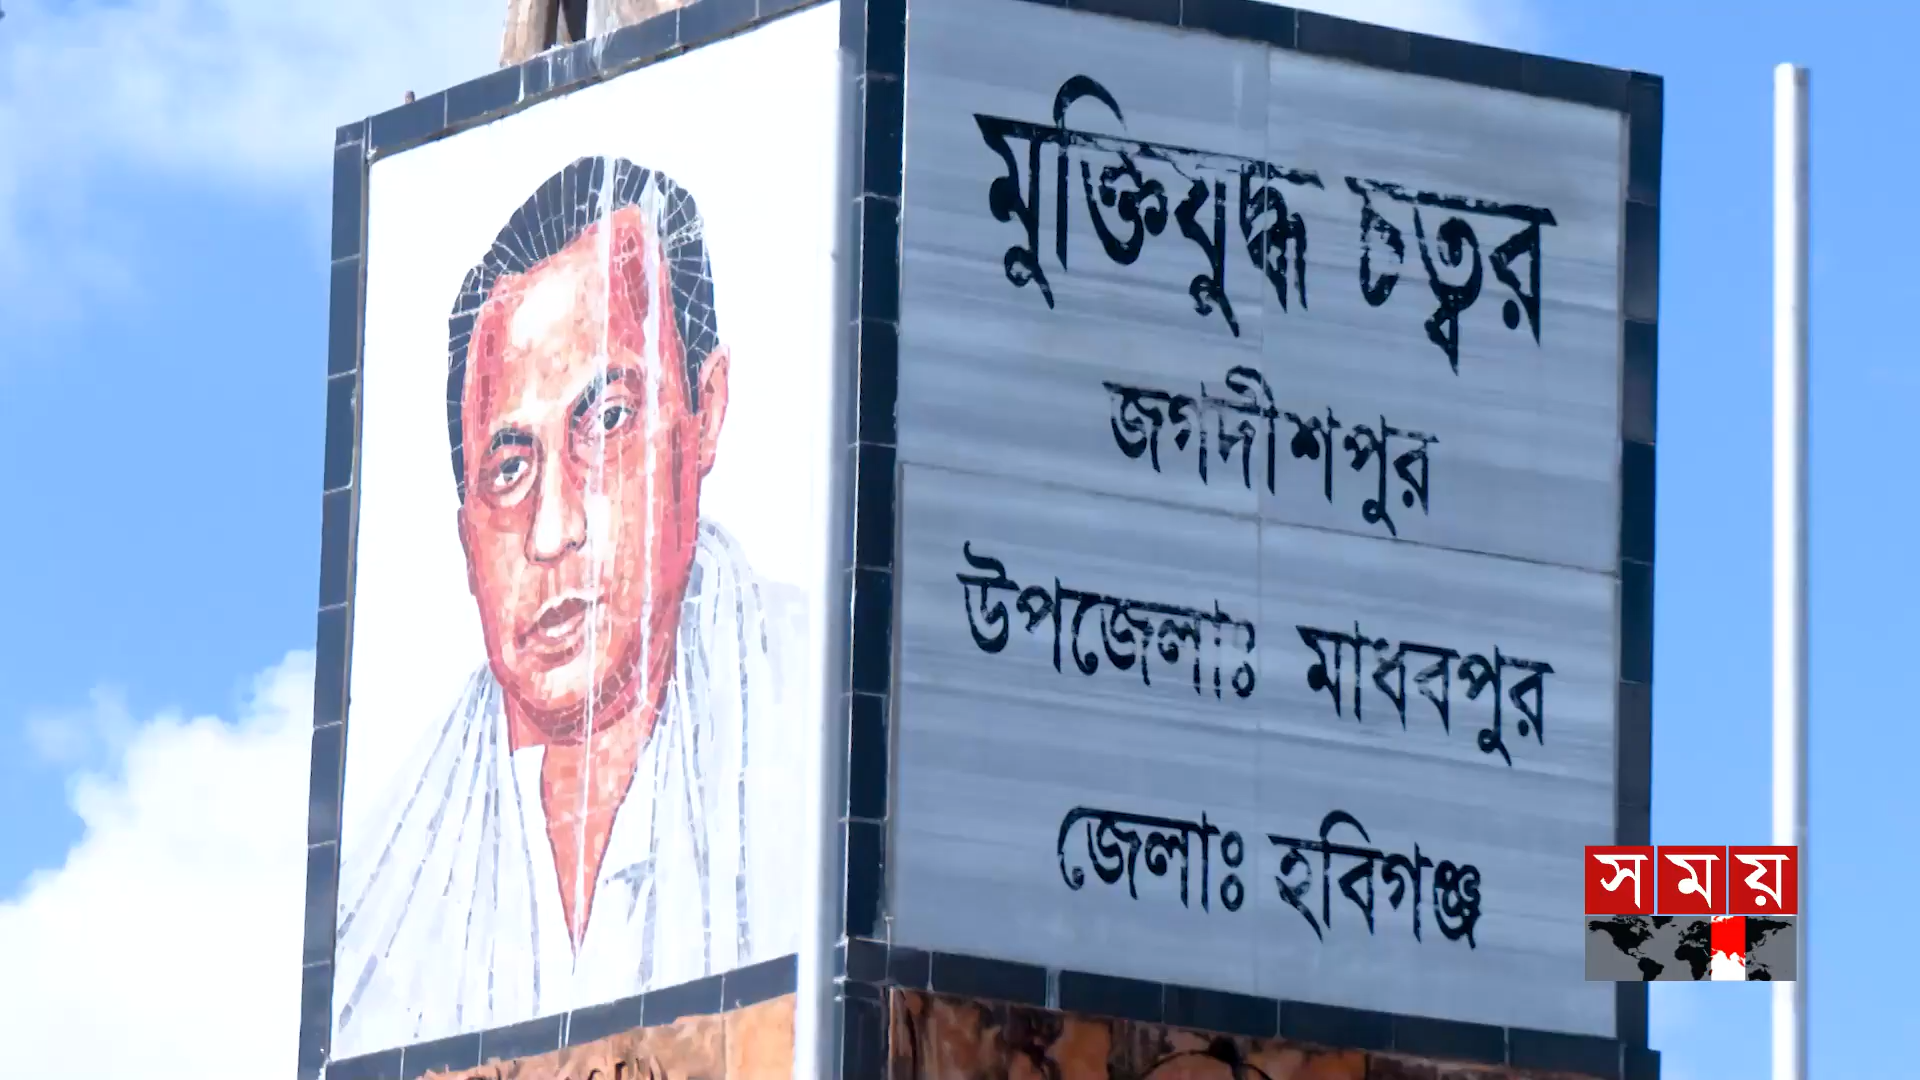 মুক্তিযুদ্ধ চত্বর
জগদীশপুর
উপজেলাঃ মাধবপুর
জেলাঃ হবিগঞ্জ
সময়